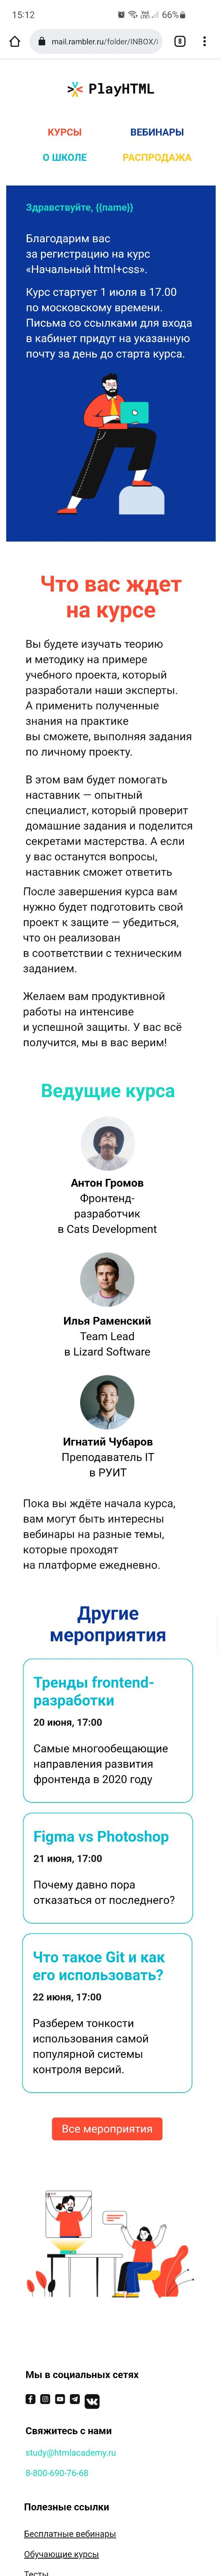 15:12
66%
mail.rambler.ru/folder/INBOX/
8
PlayHTML
КУРСЫ
ВЕБИНАРЫ
О ШКОЛЕ
РАСПРОДАЖА
Здравствуйте, {{name}}
Благодарим вас
за регистрацию на курс
«Начальный html+css».
Курс стартует 1 июля в 17.00
по московскому времени.
Письма со ссылками для входа
в кабинет придут на указанную
почту за день до старта курса.
Что вас ждет
на курсе
Вы будете изучать теорию
и методику на примере
учебного проекта, который
разработали наши эксперты.
А применить полученные
знания на практике
вы сможете, выполняя задания
по личному проекту.
В этом вам будет помогать
наставник — опытный
специалист, который проверит
домашние задания и поделится
секретами мастерства. А если
у вас останутся вопросы,
наставник сможет ответить
После завершения курса вам
нужно будет подготовить свой
проект к защите — убедиться,
что он реализован
в соответствии с техническим
заданием.
Желаем вам продуктивной
работы на интенсиве
и успешной защиты. У вас всё
получится, мы в вас верим!
Ведущие курса
Антон Громов
Фронтенд-
разработчик
в Cats Development
Илья Раменский
Team Lead
в Lizard Software
Игнатий Чубаров
Преподаватель IT
в РУИТ
Пока вы ждёте начала курса,
вам могут быть интересны
вебинары на разные темы,
которые проходят
на платформе ежедневно.
Другие
мероприятия
Тренды frontend-
разработки
20 июня, 17:00
Самые многообещающие
направления развития
фронтенда в 2020 году
Figma vs Photoshop
21 июня, 17:00
Почему давно пора
отказаться от последнего?
Что такое Git и как
его использовать?
22 июня, 17:00
Разберем тонкости
использования самой
популярной системы
контроля версий.
Все мероприятия
Мы в социальных сетях
Свяжитесь с нами
study@htmlacademy.ru
8-800-690-76-68
Полезные ссылки
Бесплатные вебинары
Обучающие курсы
Тесты